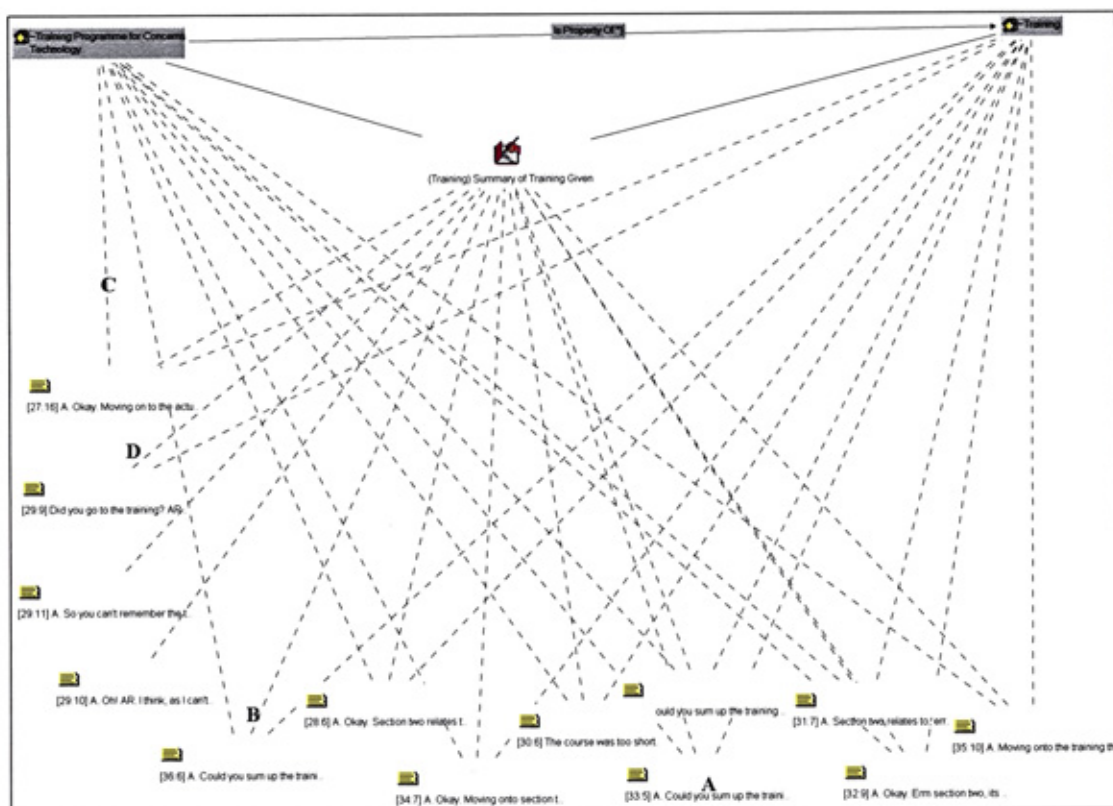 ~Training Programme for Concerns
Technology
Is Property Of(*)
~Training
(Training) Summary of Training Given
C
[27:16] A. Okay. Moving on to the actu..
D
[29:9] Did you go to the training? AR..
[29:11] A. So you can't remember the t..
[29:10] A. Oh! AR. I think, as I can't..
B
[28:6] A. Okay. Section two relates t..
ould you sum up the training ..
[31:7] A. Section two, relates to
[30:6] The course was too short.
[35:10] A. Moving onto the training th
[36:6] A. Could you sum up the traini ..
[34:7] A. Okay. Moving onto section t..
A
[33:5] A. Could you sum up the traini ..
[32:9] A. Okay. Erm section two, its ..